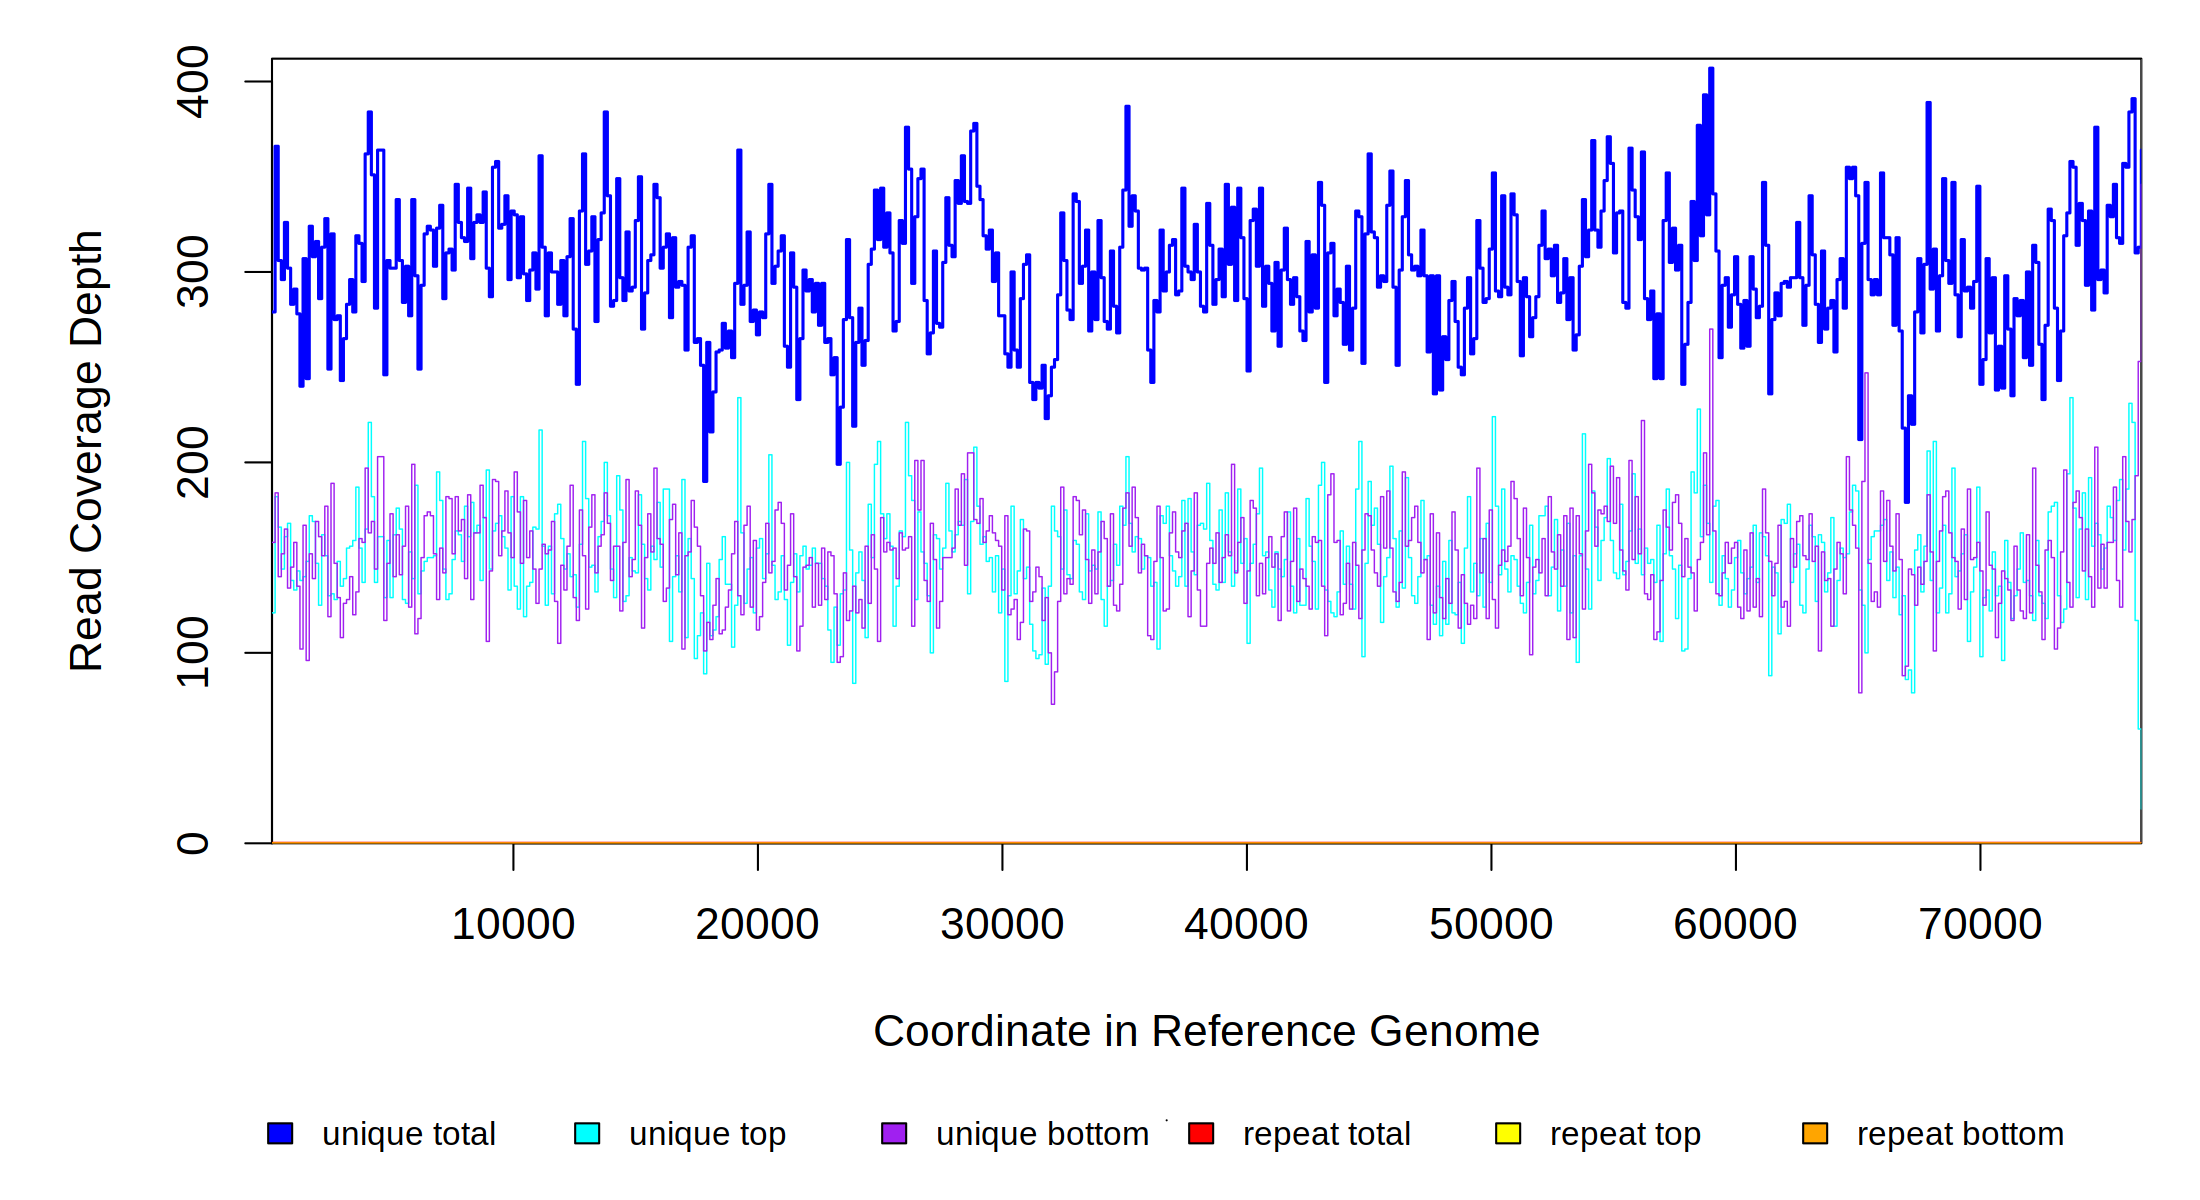 400
300
200
100
0
Read Coverage Depth
10000 20000 30000 40000 50000 60000 70000
Coordinate in Reference Genome
unique total unique top unique bottom repeat total repeat top repeat bottom